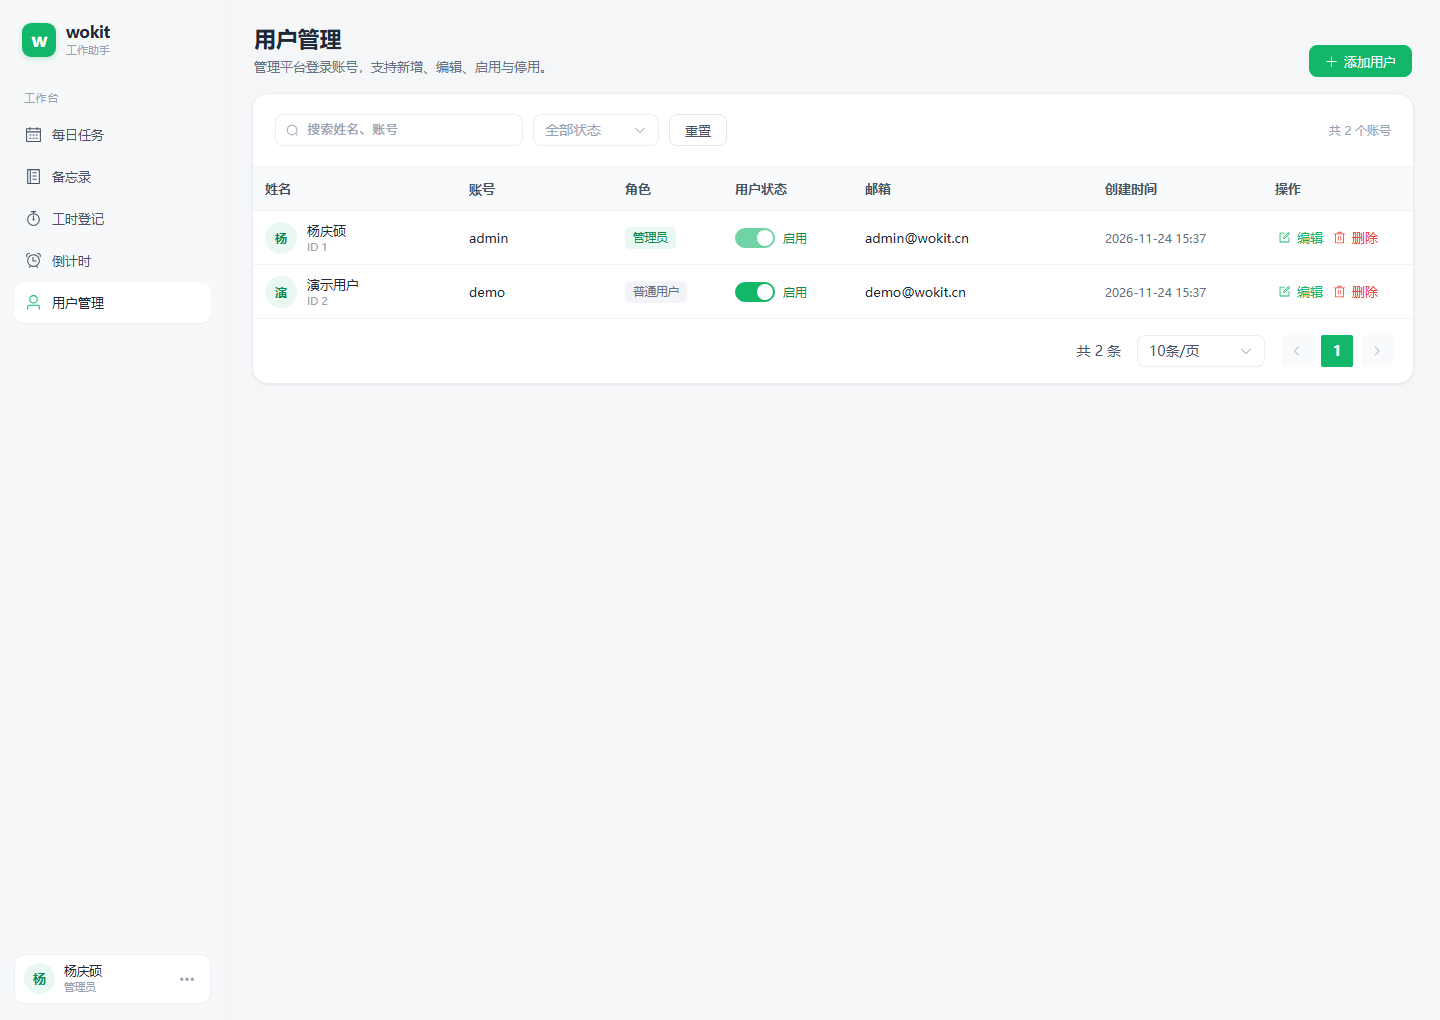 w
wokit
工作助手
工作台
每日任务
备忘录
工时登记
倒计时
用户管理
杨
杨庆硕
管理员
用户管理
管理平台登录账号，支持新增、编辑、启用与停用。
添加用户
搜索姓名、账号
全部状态
重置
共 2 个账号
姓名 账号 角色 用户状态 邮箱 创建时间 操作
杨 杨庆硕 admin 管理员 启用 admin@wokit.cn 2026-11-24 15:37 编辑 删除
ID 1
演 演示用户 demo 普通用户 启用 demo@wokit.cn 2026-11-24 15:37 编辑 删除
ID 2
共 2 条 10条/页 1